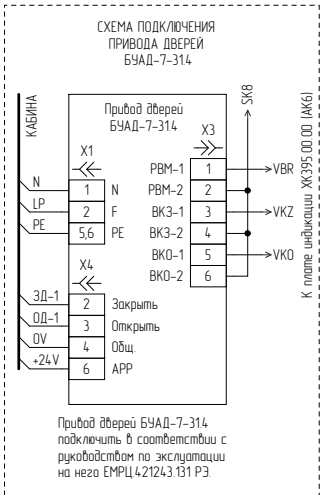 СХЕМА ПОДКЛЮЧЕНИЯ
ПРИВОДА ДВЕРЕЙ
БУАД-7-31.4
КАБИНА
Привод дверей
БУАД-7-31.4
SK8
К плате индикации ХК395.00.00 (АК6)
X1
N
1
N
LP
2
F
PE
5,6
PE
X4
ЗД-1
2
Закрыть
ОД-1
3
Открыть
0V
4
Общ.
+24V
6
APP
X3
РВМ-1
1
VBR
РВМ-2
2
ВКЗ-1
3
VKZ
ВКЗ-2
4
ВКО-1
5
VKO
ВКО-2
6
Привод дверей БУАД-7-31.4
подключить в соответствии с
руководством по экслуатации
на него ЕМРЦ.421243.131 РЭ.